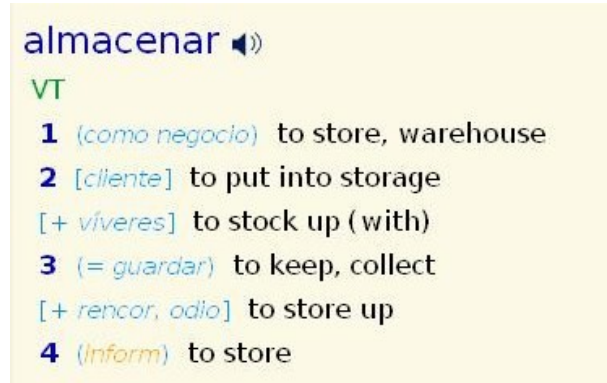 almacenar
VT
1 (como negocio) to store, warehouse
2 [cliente] to put into storage
[+ víveres] to stock up (with)
3 (= guardar) to keep, collect
[+ rencor, odio] to store up
4 (Inform) to store